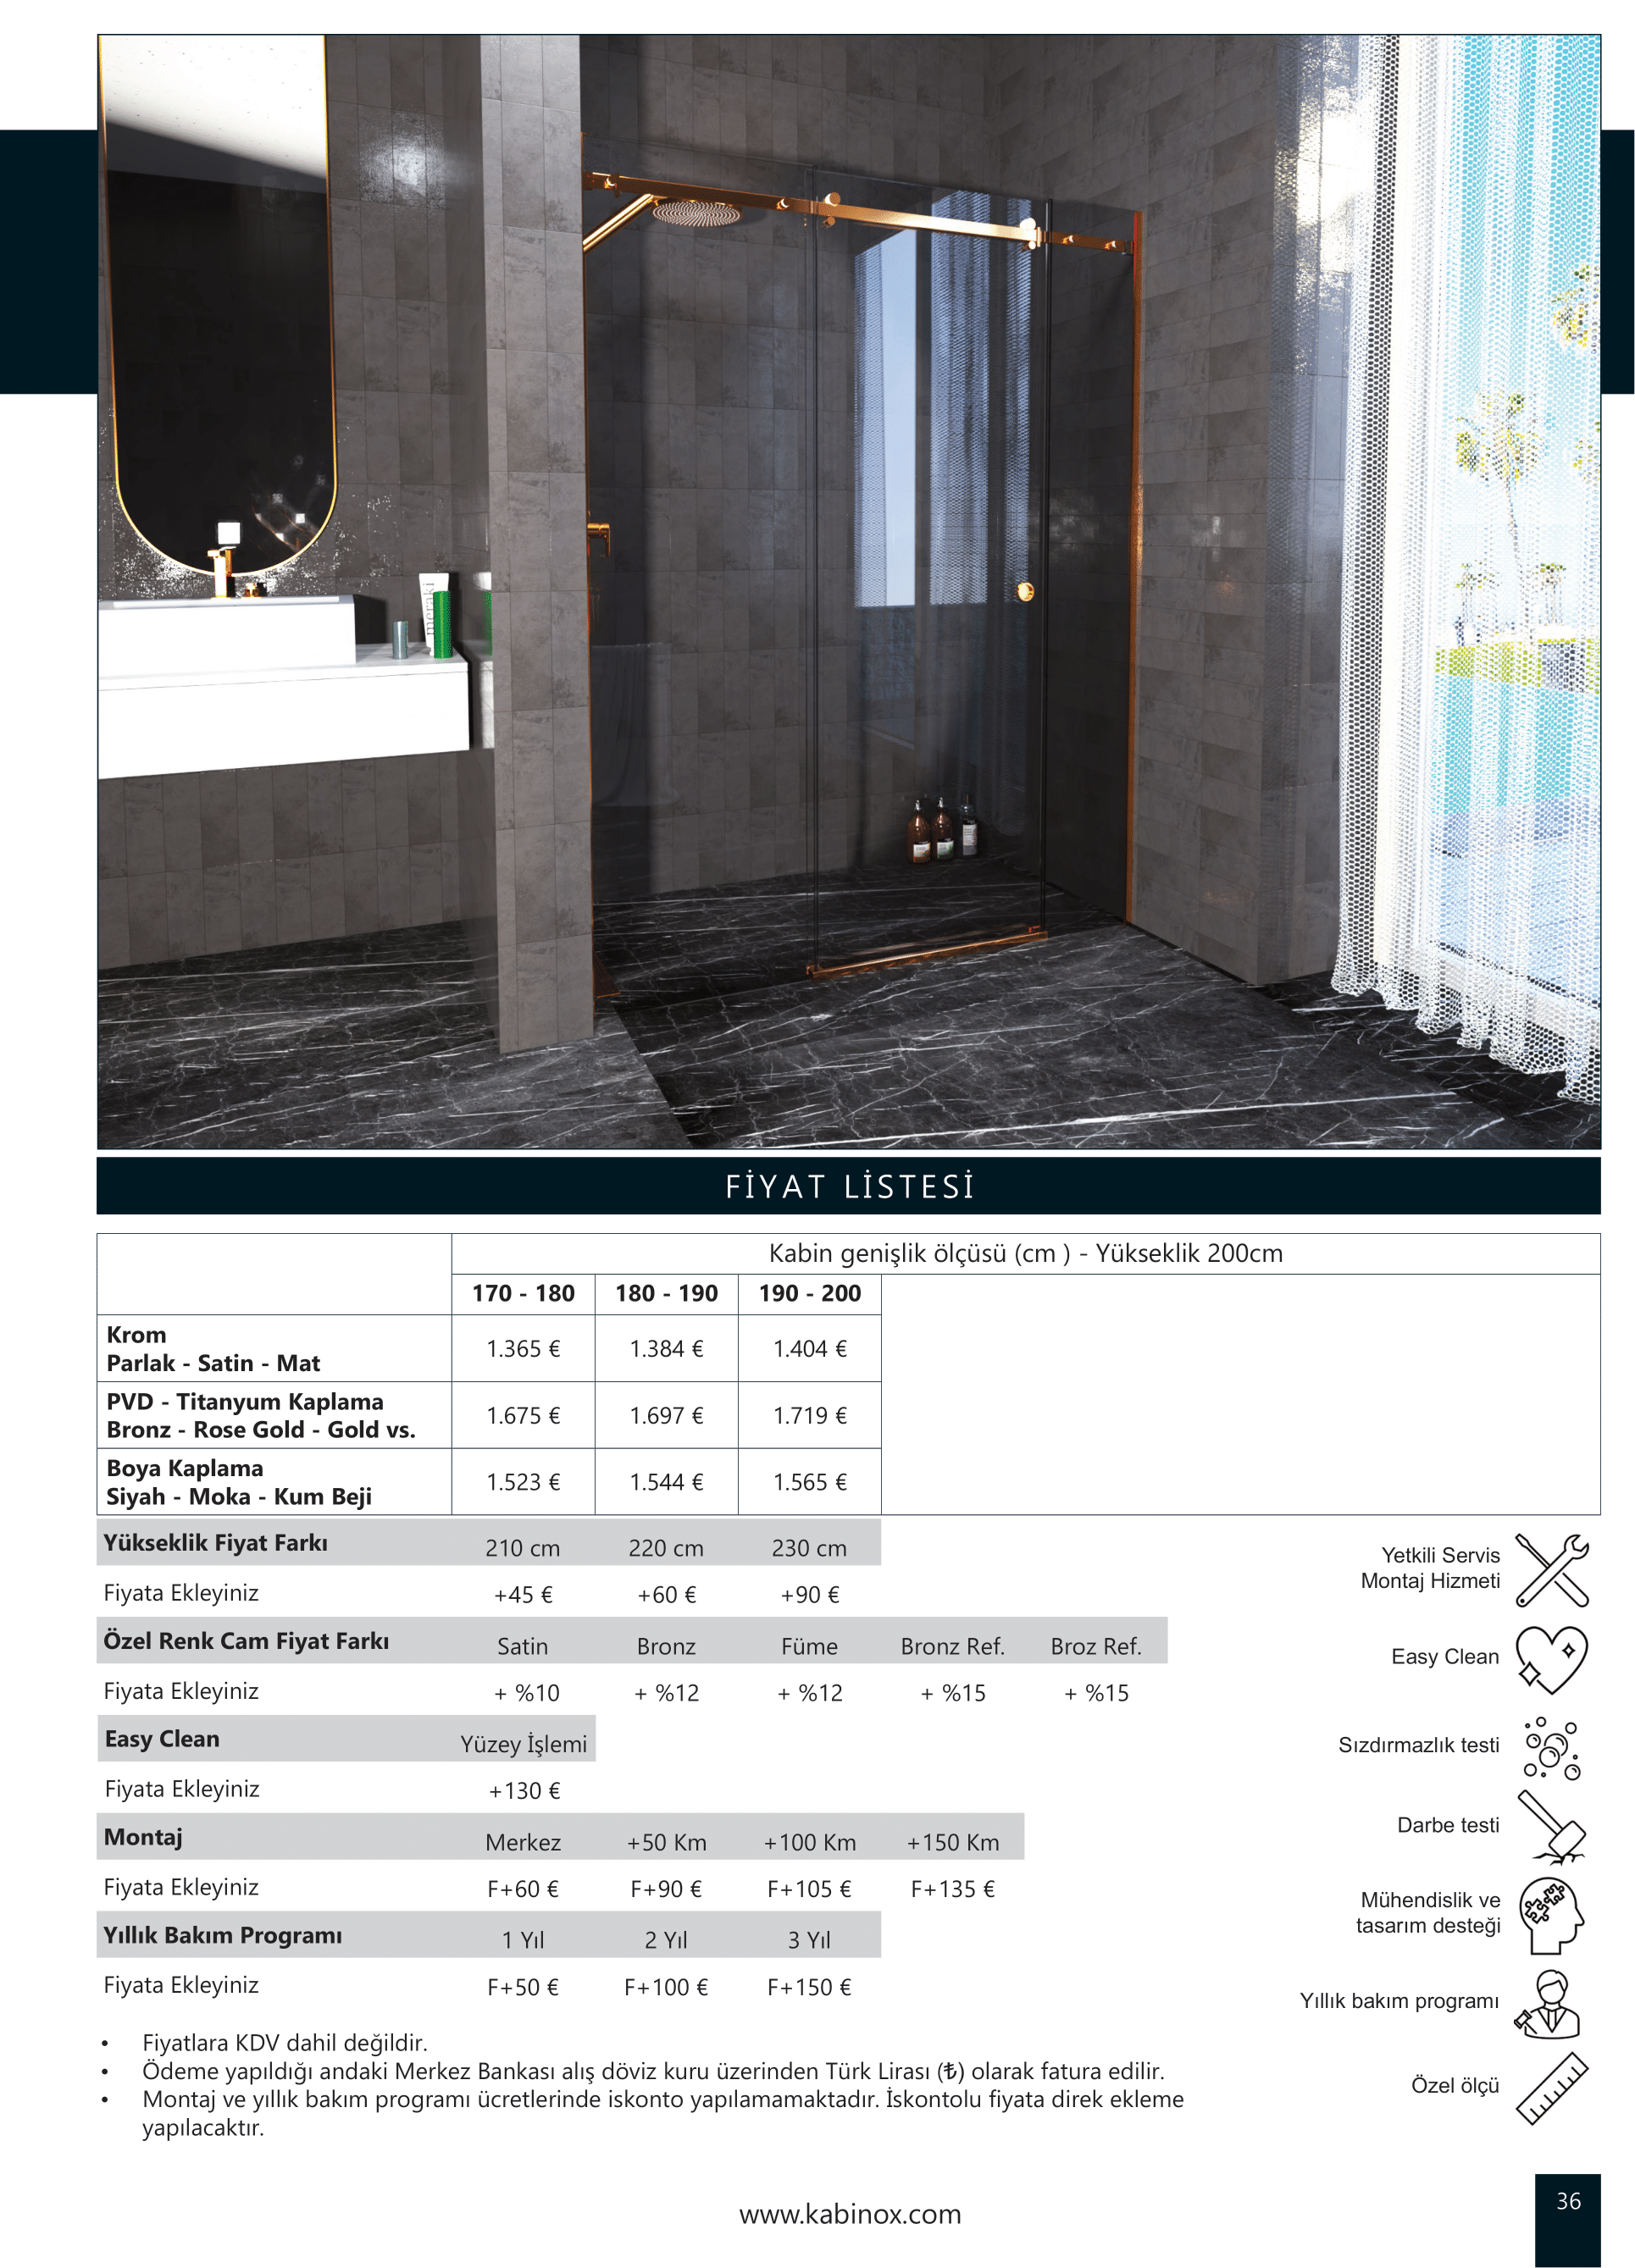 meraki
FİYAT LİSTESİ
Kabin genişlik ölçüsü (cm ) - Yükseklik 200cm
170 - 180 180 - 190 190 - 200
Krom
Parlak - Satin - Mat
1.365 € 1.384 € 1.404 €
PVD - Titanyum Kaplama
Bronz - Rose Gold - Gold vs.
1.675 € 1.697 € 1.719 €
Boya Kaplama
Siyah - Moka - Kum Beji
1.523 € 1.544 € 1.565 €
Yükseklik Fiyat Farkı 210 cm 220 cm 230 cm
Fiyata Ekleyiniz +45 € +60 € +90 €
Özel Renk Cam Fiyat Farkı Satin Bronz Füme Bronz Ref. Broz Ref.
Fiyata Ekleyiniz + %10 + %12 + %12 + %15 + %15
Easy Clean Yüzey İşlemi
Fiyata Ekleyiniz +130 €
Montaj Merkez +50 Km +100 Km +150 Km
Fiyata Ekleyiniz F+60 € F+90 € F+105 € F+135 €
Yıllık Bakım Programı 1 Yıl 2 Yıl 3 Yıl
Fiyata Ekleyiniz F+50 € F+100 € F+150 €
Yetkili Servis
Montaj Hizmeti
Easy Clean
Sızdırmazlık testi
Darbe testi
Mühendislik ve
tasarım desteği
Yıllık bakım programı
Özel ölçü
• Fiyatlara KDV dahil değildir.
• Ödeme yapıldığı andaki Merkez Bankası alış döviz kuru üzerinden Türk Lirası (₺) olarak fatura edilir.
• Montaj ve yıllık bakım programı ücretlerinde iskonto yapılamamaktadır. İskontolu fiyata direk ekleme
yapılacaktır.
www.kabinox.com
36